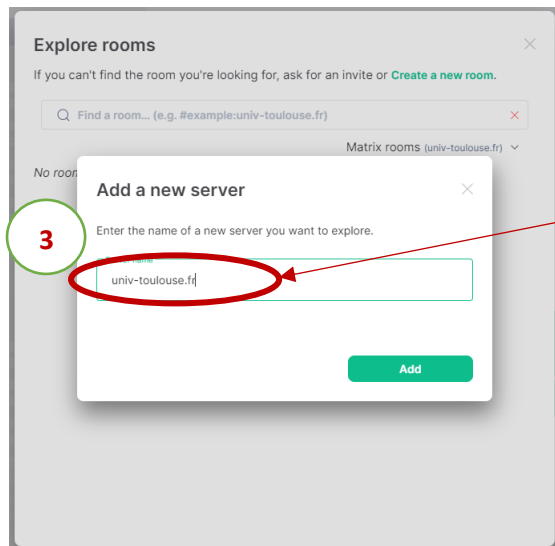 Explore rooms
If you can't find the room you're looking for, ask for an invite or Create a new room.
Find a room... (e.g. #example:univ-toulouse.fr)
Matrix rooms (univ-toulouse.fr)
No room
Add a new server
3
Enter the name of a new server you want to explore.
name
univ-toulouse.fr
Add